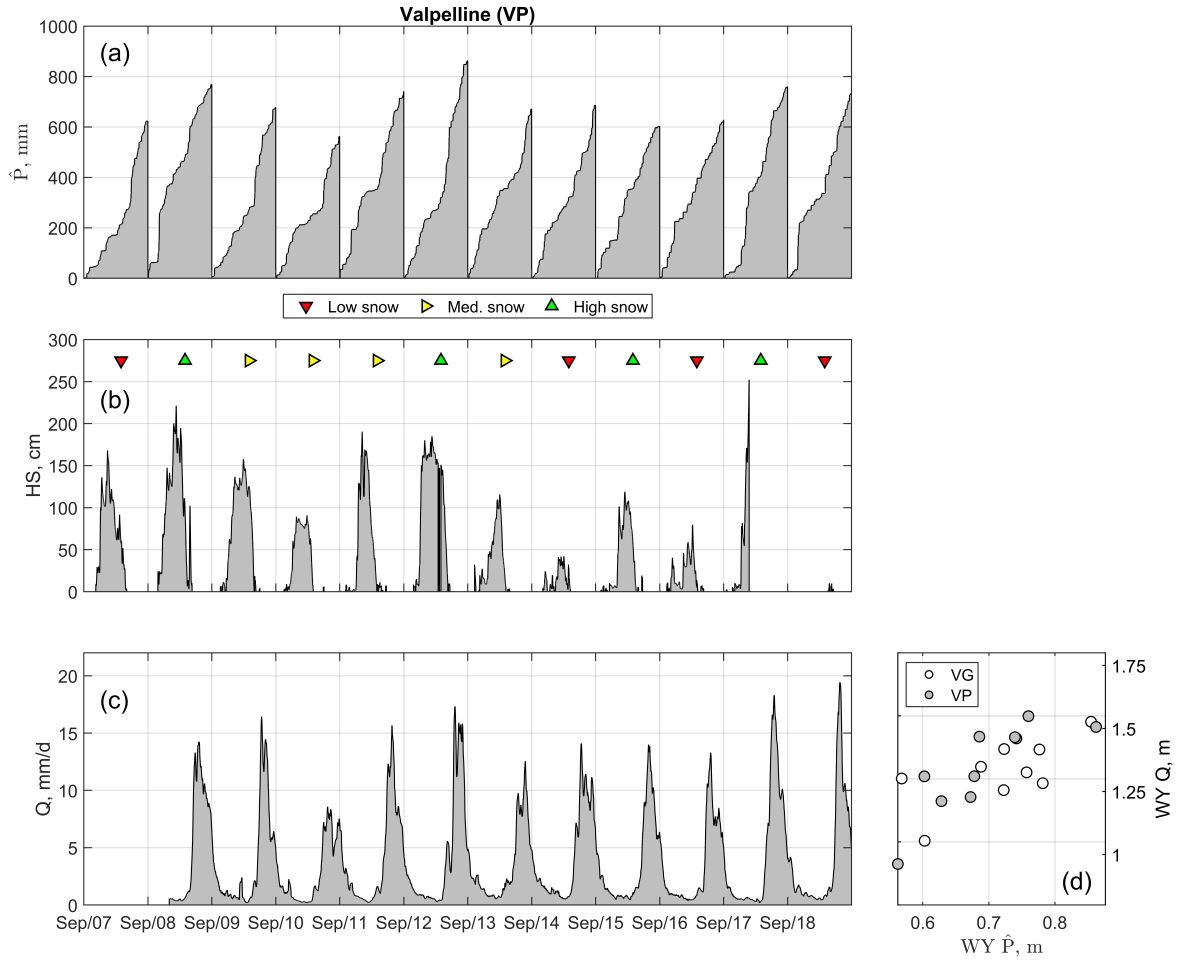 Valpelline (VP)
(a)
1000
800
600
400
200
0
P̂, mm
Low snow Med. snow High snow
(b)
300
250
200
150
100
50
0
HS, cm
(c)
20
15
10
5
0
Q, mm/d
Sep/07 Sep/08 Sep/09 Sep/10 Sep/11 Sep/12 Sep/13 Sep/14 Sep/15 Sep/16 Sep/17 Sep/18
VG
VP
1.75
1.5
1.25
1
WY Q, m
(d)
0.6 0.7 0.8
WY P̂, m